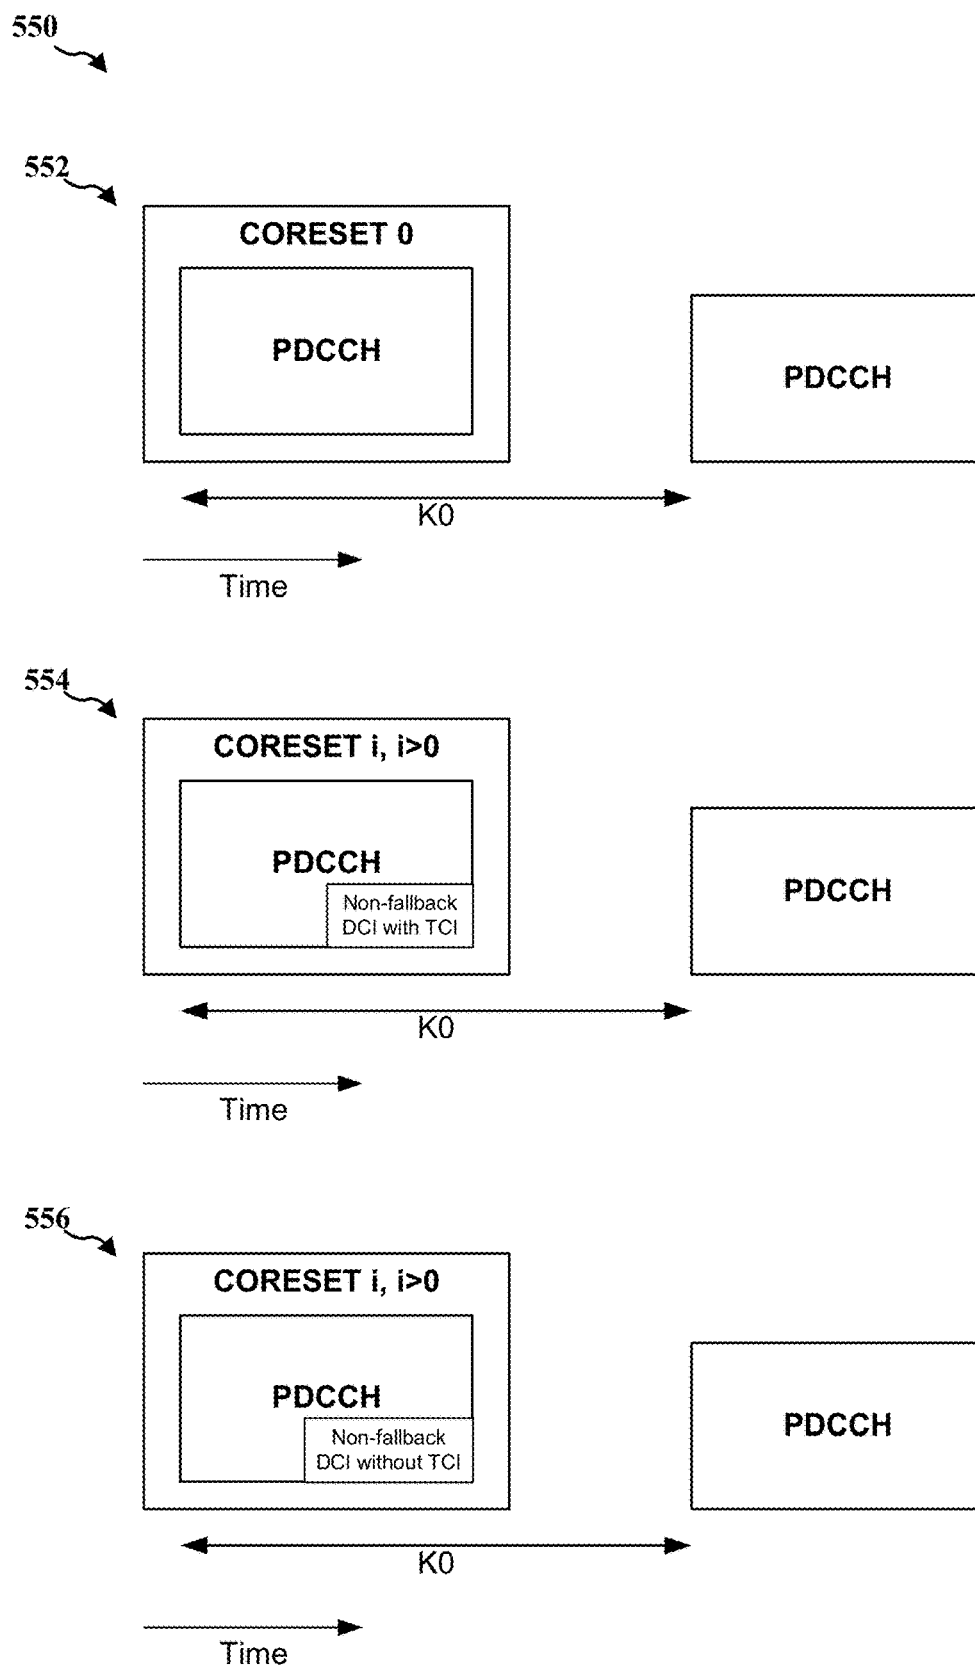 550
552
CORESET 0
PDCCH
PDCCH
K0
Time
554
CORESET i, i>0
PDCCH
Non-fallback
DCI with TCI
PDCCH
K0
Time
556
CORESET i, i>0
PDCCH
Non-fallback
DCI without TCI
PDCCH
K0
Time